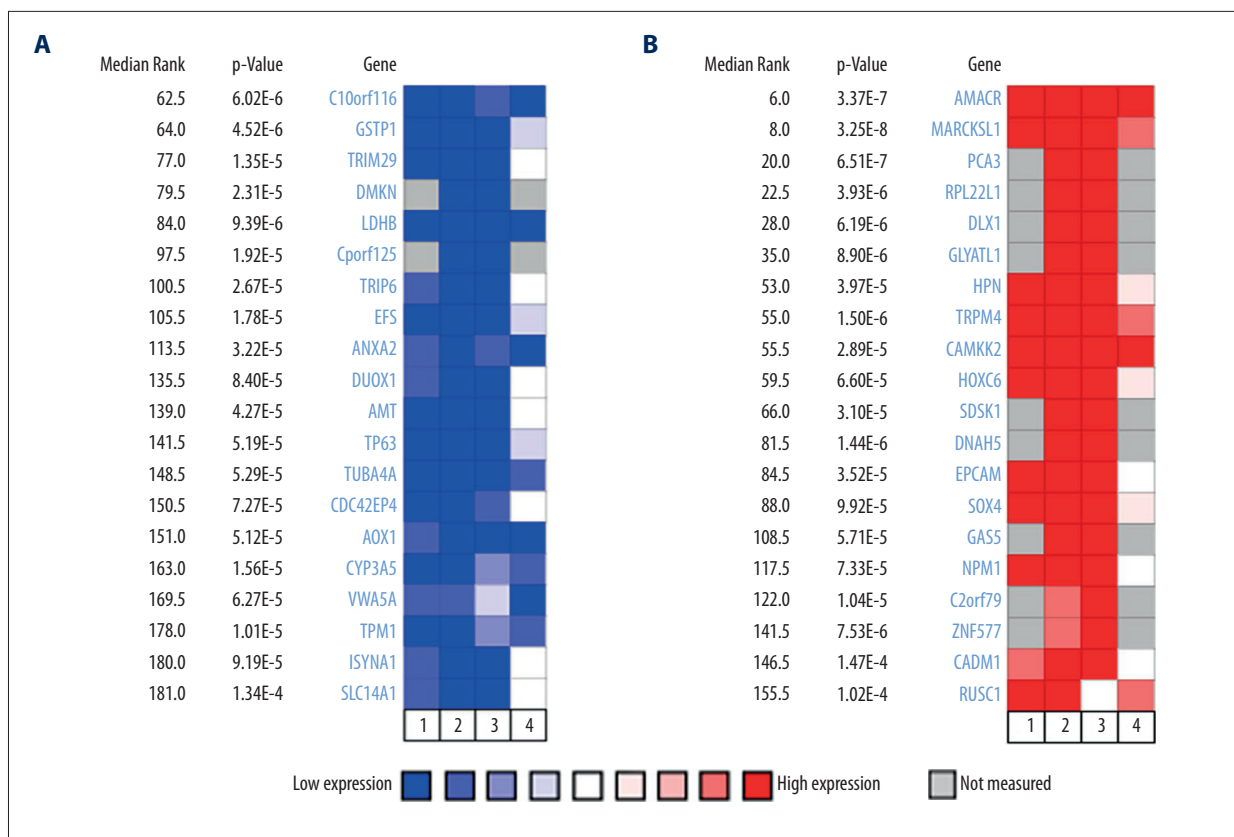 A
Median Rank p-Value Gene
62.5 6.02E-6 C10orf116
64.0 4.52E-6 GSTP1
77.0 1.35E-5 TRIM29
79.5 2.31E-5 DMKN
84.0 9.39E-6 LDHB
97.5 1.92E-5 Cporf125
100.5 2.67E-5 TRIP6
105.5 1.78E-5 EFS
113.5 3.22E-5 ANXA2
135.5 8.40E-5 DUOX1
139.0 4.27E-5 AMT
141.5 5.19E-5 TP63
148.5 5.29E-5 TUBA4A
150.5 7.27E-5 CDC42EP4
151.0 5.12E-5 AOX1
163.0 1.56E-5 CYP3A5
169.5 6.27E-5 VWA5A
178.0 1.01E-5 TPM1
180.0 9.19E-5 ISYNA1
181.0 1.34E-4 SLC14A1
1 2 3 4
B
Median Rank p-Value Gene
6.0 3.37E-7 AMACR
8.0 3.25E-8 MARCKSL1
20.0 6.51E-7 PCA3
22.5 3.93E-6 RPL22L1
28.0 6.19E-6 DLX1
35.0 8.90E-6 GLYATL1
53.0 3.97E-5 HPN
55.0 1.50E-6 TRPM4
55.5 2.89E-5 CAMKK2
59.5 6.60E-5 HOXC6
66.0 3.10E-5 SDSK1
81.5 1.44E-6 DNAH5
84.5 3.52E-5 EPCAM
88.0 9.92E-5 SOX4
108.5 5.71E-5 GAS5
117.5 7.33E-5 NPM1
122.0 1.04E-5 C2orf79
141.5 7.53E-6 ZNF577
146.5 1.47E-4 CADM1
155.5 1.02E-4 RUSC1
1 2 3 4
Low expression High expression Not measured